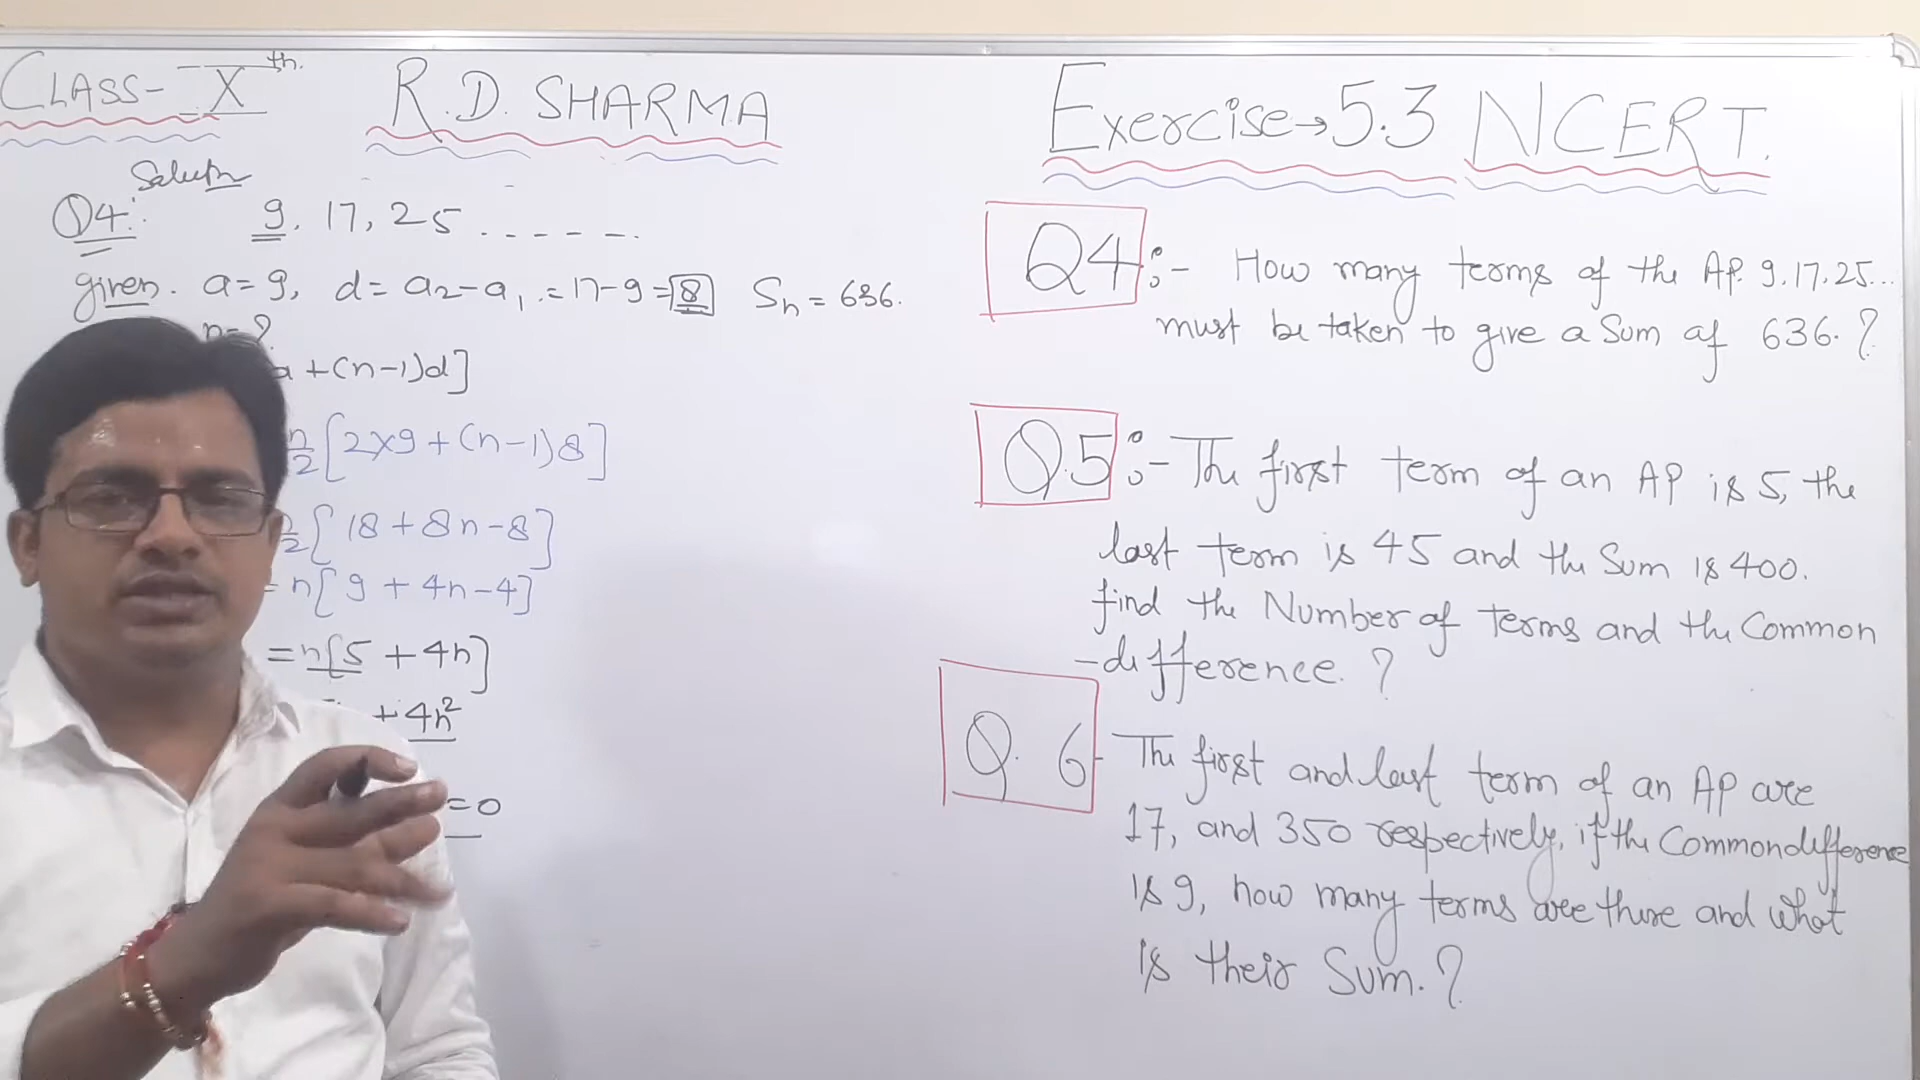 CLASS- Xth.
R.D. SHARMA
Exercise→5.3 NCERT.
Q4:
9, 17, 25 ......
given. a=9, d= a2-a1 = 17-9=8 Sn = 636.
n=?
a +(n-1)d]
n/2 [2×9+(n-1)8]
/2[18+8n-8]
= n[9+4n-4]
=n[5 +4n]
+4n²
=0
Q4:- How many terms of the AP. 9.17.25...
must be taken to give a Sum of 636.?
Q.5:- The first term of an AP is 5, the
last term is 45 and the Sum is 400.
find the Number of terms and the Common
-difference. ?
Q. 6- The first and last term of an AP are
17, and 350 respectively, if the Common difference
is 9, how many terms are there and what
is their Sum.?